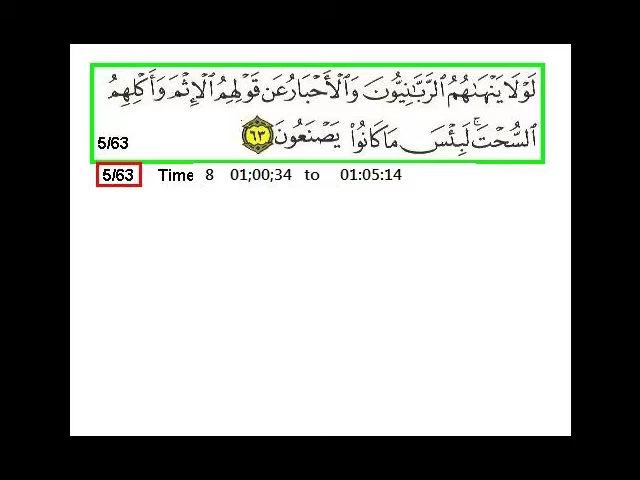 لَوْلَا يَنْهَىٰهُمُ ٱلرَّبَّـٰنِيُّونَ وَٱلْأَحْبَارُ عَن قَوْلِهِمُ ٱلْإِثْمَ وَأَكْلِهِمُ
ٱلسُّحْتَ ۚ لَبِئْسَ مَا كَانُوا۟ يَصْنَعُونَ ٦٣ 5/63
5/63 Time 8 01;00;34 to 01:05:14